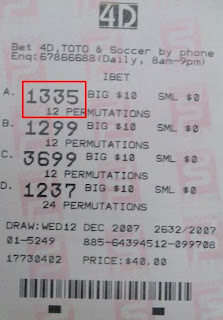 4D
Bet 4D,TOTO & Soccer by phone
Enq:67866688(Daily, 8am-9pm)
IBET
A. 1335 BIG $10 SML $0
12 PERMUTATIONS
B. 1299 BIG $10 SML $0
12 PERMUTATIONS
C. 3699 BIG $10 SML $0
12 PERMUTATIONS
D. 1237 BIG $10 SML $0
24 PERMUTATIONS
DRAW:WED12 DEC 2007 2632/2007
01-5249 885-64394512-099708
17730402 PRICE:$40.00